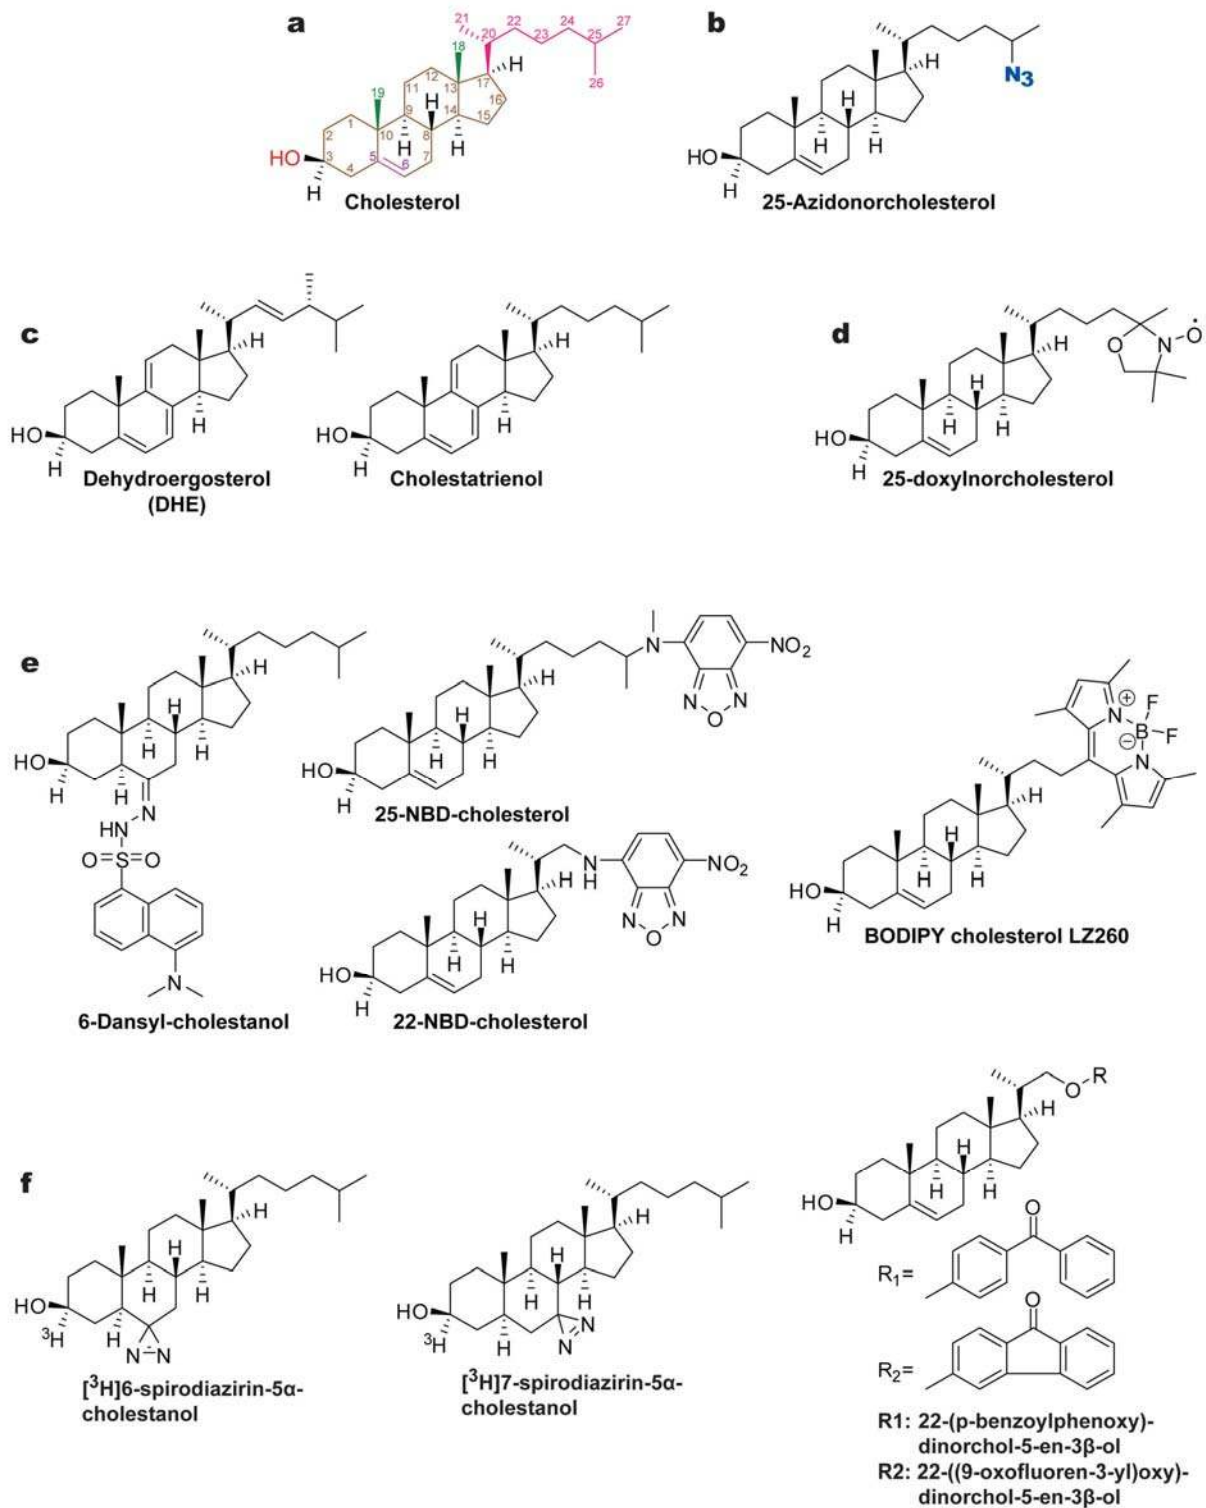 a
21
22
24
27
20
23
25
18
26
17
12
11
13
16
19
H
H
1
9
14
15
2
10
8
HO
3
5
7
H
H
4
6
H
Cholesterol
b
N3
H
H
HO
H
H
H
25-Azidonorcholesterol
c
H
H
HO
H
Dehydroergosterol
(DHE)
H
H
HO
H
Cholestatrienol
d
O
N
O
H
H
H
H
HO
H
25-doxylnorcholesterol
e
H
H
H
H
HO
H
H
N
HN
O=S=O
N
6-Dansyl-cholestanol
N
NO2
N
N
O
H
H
H
H
HO
H
25-NBD-cholesterol
N
H
NO2
N
N
O
H
H
H
H
HO
H
22-NBD-cholesterol
N
+
F
B
−
F
N
H
H
H
H
HO
H
BODIPY cholesterol LZ260
f
H
H
H
H
HO
3H
H
N
N
[3H]6-spirodiazirin-5α-
cholestanol
H
H
H
H
HO
3H
H
N
N
[3H]7-spirodiazirin-5α-
cholestanol
R
O
H
H
H
H
HO
H
O
R1=
O
R2=
R1: 22-(p-benzoylphenoxy)-
dinorchol-5-en-3β-ol
R2: 22-((9-oxofluoren-3-yl)oxy)-
dinorchol-5-en-3β-ol